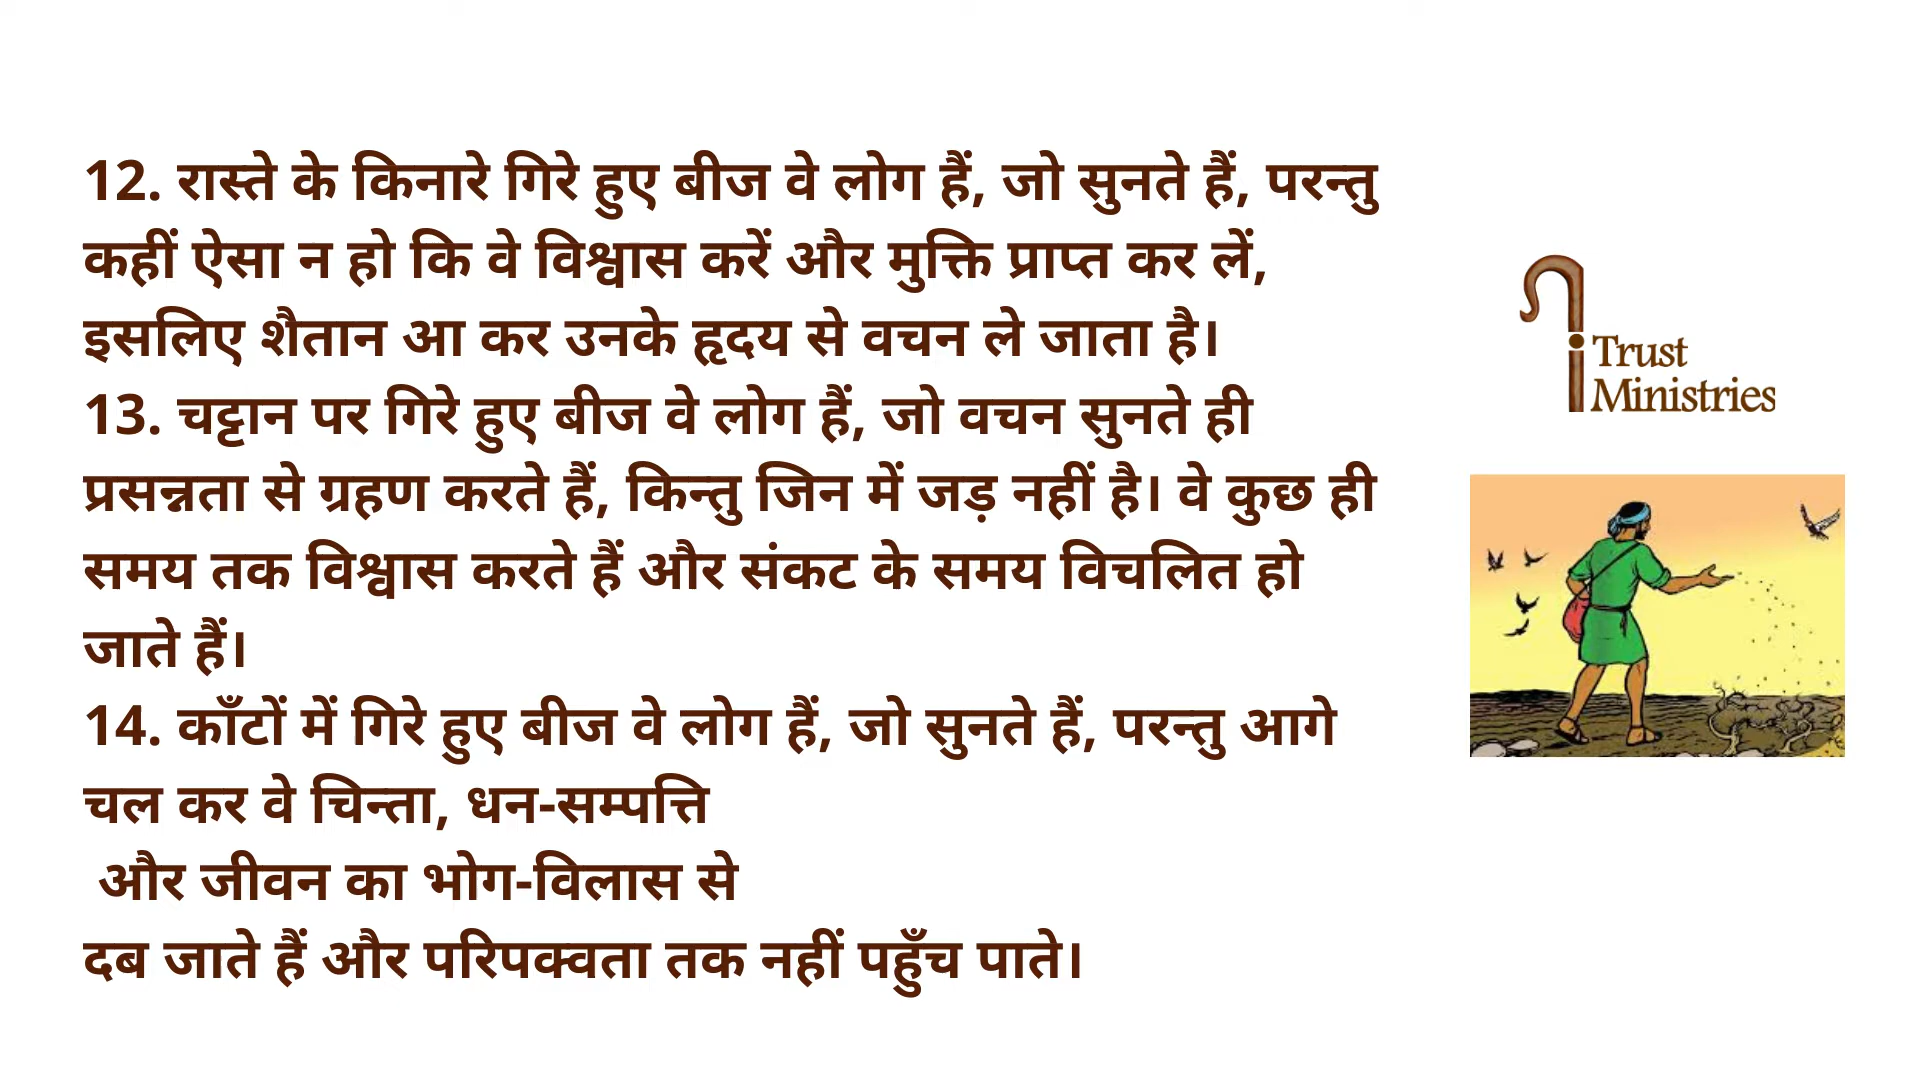 12. रास्ते के किनारे गिरे हुए बीज वे लोग हैं, जो सुनते हैं, परन्तु
कहीं ऐसा न हो कि वे विश्वास करें और मुक्ति प्राप्त कर लें,
इसलिए शैतान आ कर उनके हृदय से वचन ले जाता है।
13. चट्टान पर गिरे हुए बीज वे लोग हैं, जो वचन सुनते ही
प्रसन्नता से ग्रहण करते हैं, किन्तु जिन में जड़ नहीं है। वे कुछ ही
समय तक विश्वास करते हैं और संकट के समय विचलित हो
जाते हैं।
14. काँटों में गिरे हुए बीज वे लोग हैं, जो सुनते हैं, परन्तु आगे
चल कर वे चिन्ता, धन-सम्पत्ति
और जीवन का भोग-विलास से
दब जाते हैं और परिपक्वता तक नहीं पहुँच पाते।
i Trust
Ministries